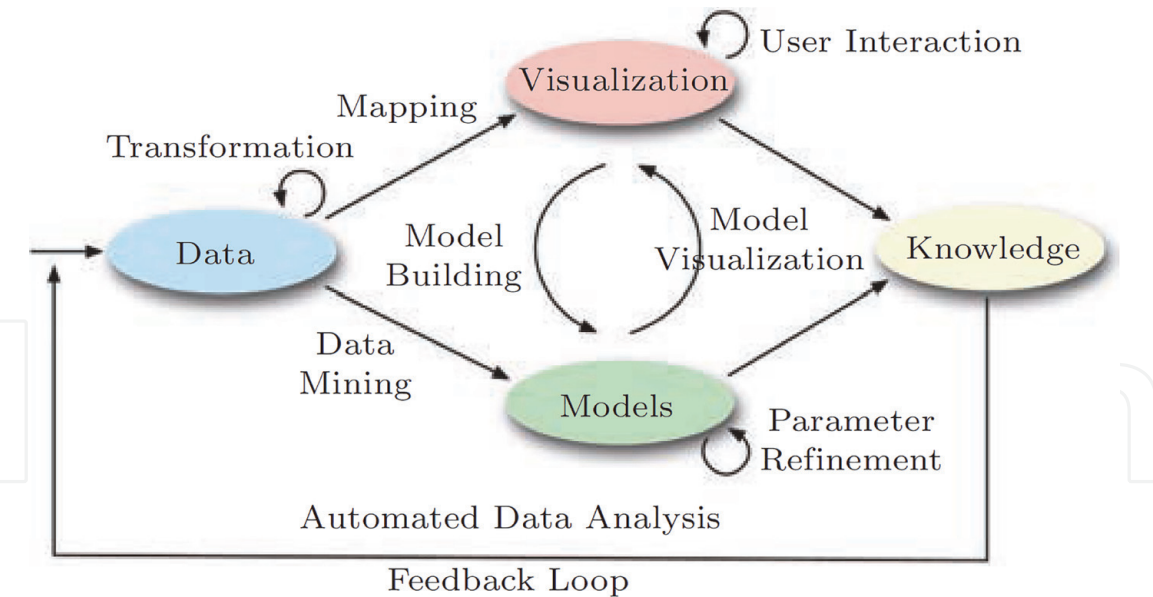 User Interaction
Visualization
Mapping
Transformation
Data
Model
Building
Model
Visualization
Knowledge
Data
Mining
Models
Parameter
Refinement
Automated Data Analysis
Feedback Loop